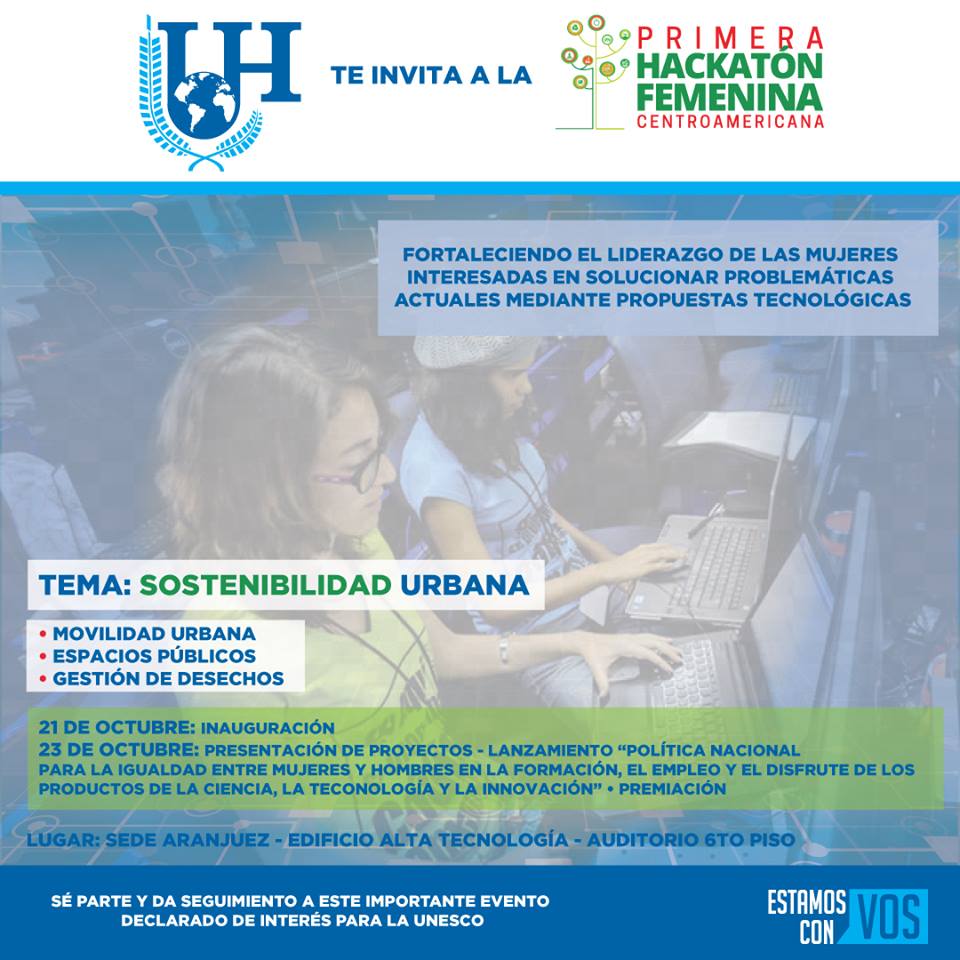 UH
TE INVITA A LA
PRIMERA
HACKATÓN
FEMENINA
CENTROAMERICANA
FORTALECIENDO EL LIDERAZGO DE LAS MUJERES
INTERESADAS EN SOLUCIONAR PROBLEMÁTICAS
ACTUALES MEDIANTE PROPUESTAS TECNOLÓGICAS
TEMA: SOSTENIBILIDAD URBANA
• MOVILIDAD URBANA
• ESPACIOS PÚBLICOS
• GESTIÓN DE DESECHOS
21 DE OCTUBRE: INAUGURACIÓN
23 DE OCTUBRE: PRESENTACIÓN DE PROYECTOS - LANZAMIENTO “POLÍTICA NACIONAL
PARA LA IGUALDAD ENTRE MUJERES Y HOMBRES EN LA FORMACIÓN, EL EMPLEO Y EL DISFRUTE DE LOS
PRODUCTOS DE LA CIENCIA, LA TECONOLOGÍA Y LA INNOVACIÓN” • PREMIACIÓN
LUGAR: SEDE ARANJUEZ - EDIFICIO ALTA TECNOLOGÍA - AUDITORIO 6TO PISO
SÉ PARTE Y DA SEGUIMIENTO A ESTE IMPORTANTE EVENTO
DECLARADO DE INTERÉS PARA LA UNESCO
ESTAMOS
CON VOS